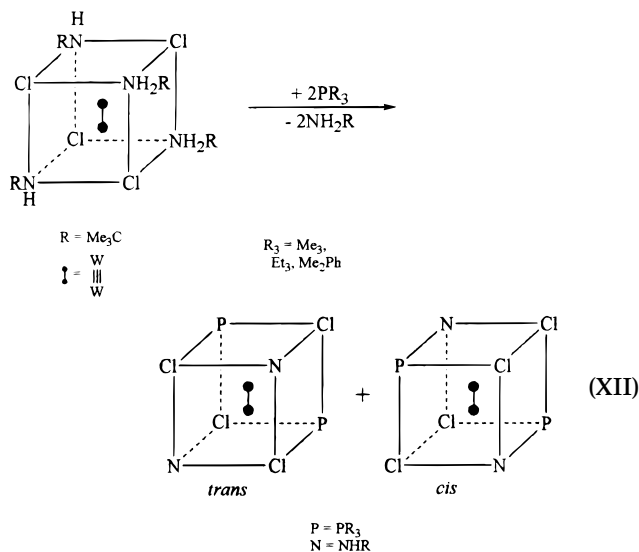 H
RN Cl
Cl NH₂R
+ 2PR₃
- 2NH₂R
Cl NH₂R
RN Cl
H
R = Me₃C
R₃ = Me₃,
Et₃, Me₂Ph
W
= |||
W
P Cl N Cl
Cl N P Cl
+ (XII)
Cl P Cl P
N Cl Cl N
trans cis
P = PR₃
N = NHR